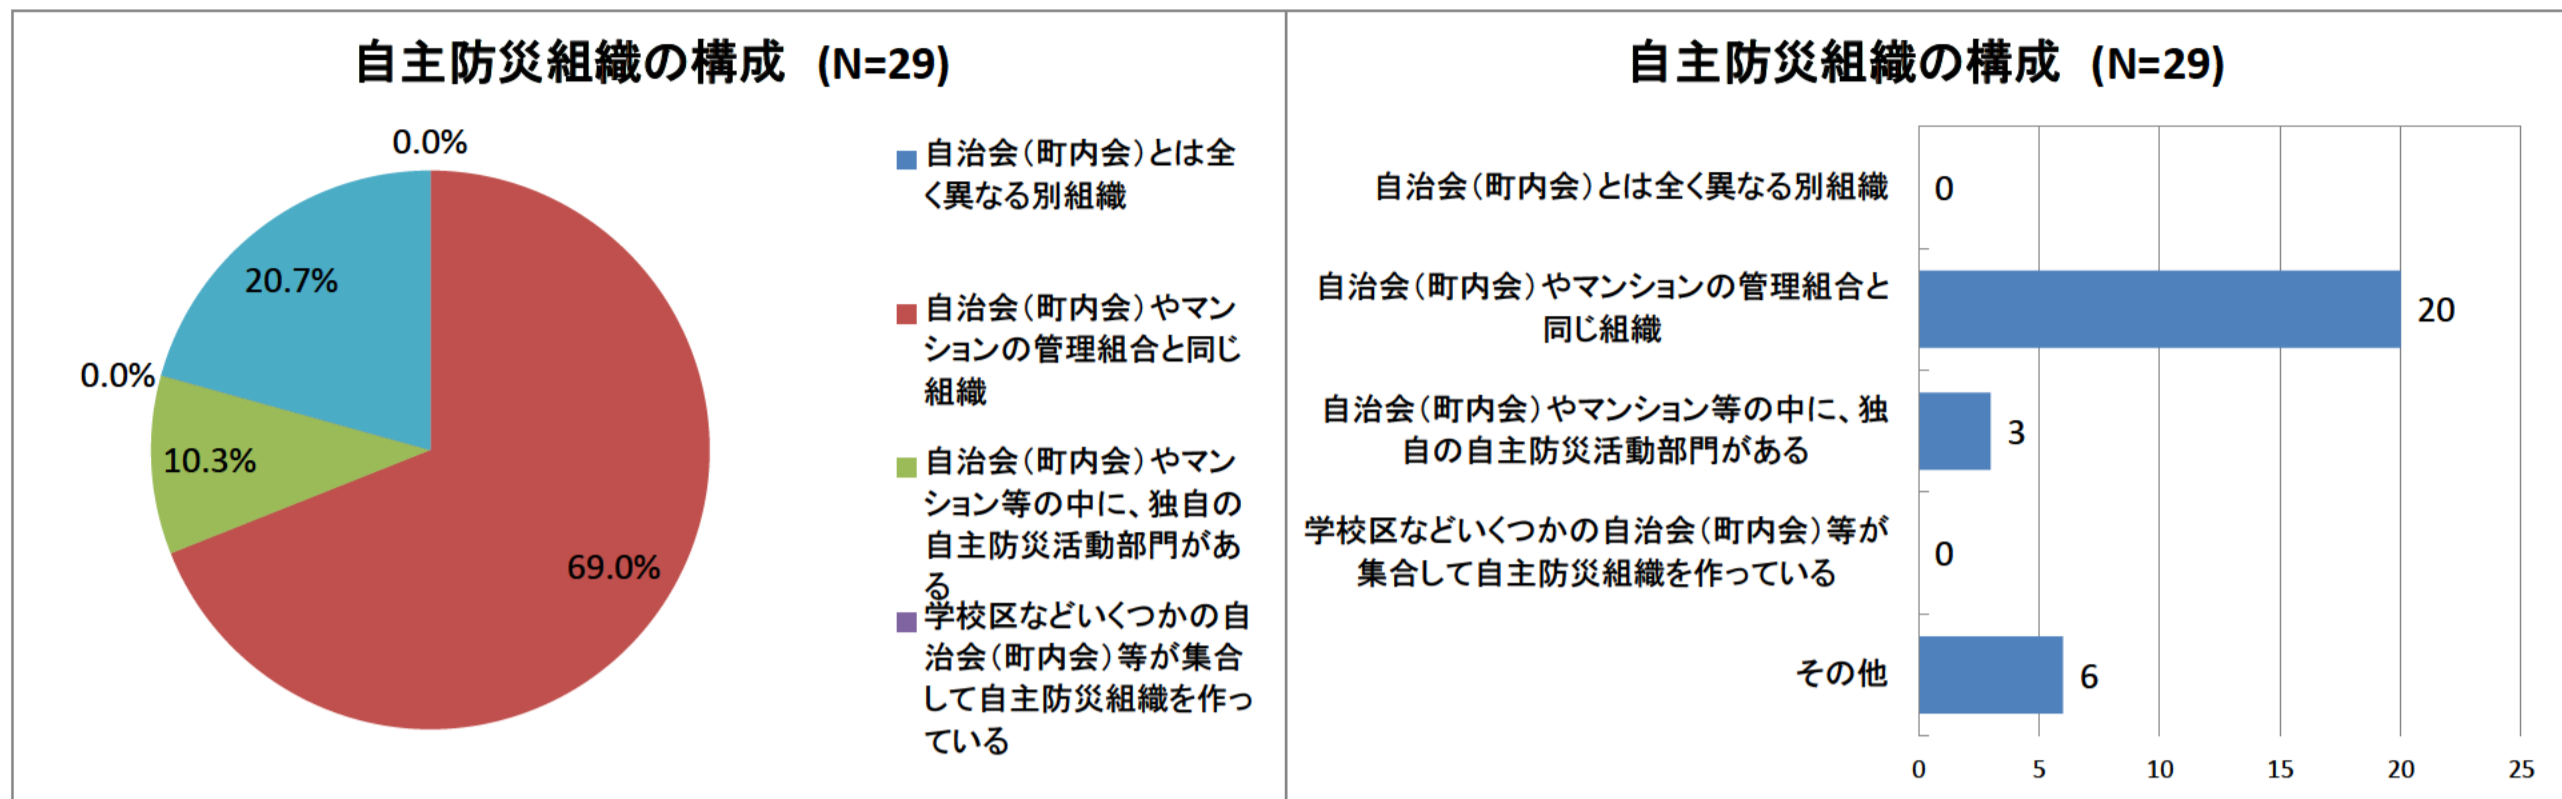 自主防災組織の構成 (N=29)
0.0%
20.7%
0.0%
10.3%
69.0%
自治会（町内会）とは全
く異なる別組織
自治会（町内会）やマン
ションの管理組合と同じ
組織
自治会（町内会）やマン
ション等の中に、独自の
自主防災活動部門があ
る
学校区などいくつかの自
治会（町内会）等が集合
して自主防災組織を作っ
ている
自主防災組織の構成 (N=29)
自治会（町内会）とは全く異なる別組織
0
自治会（町内会）やマンションの管理組合と
同じ組織
20
自治会（町内会）やマンション等の中に、独
自の自主防災活動部門がある
3
学校区などいくつかの自治会（町内会）等が
集合して自主防災組織を作っている
0
その他
6
0 5 10 15 20 25